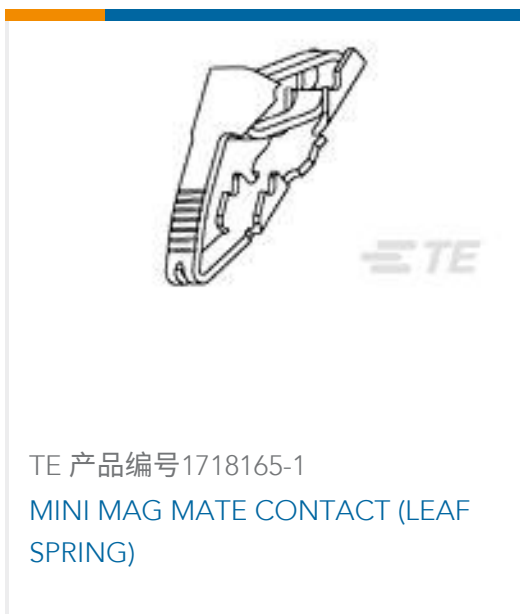 TE
TE 产品编号1718165-1
MINI MAG MATE CONTACT (LEAF
SPRING)